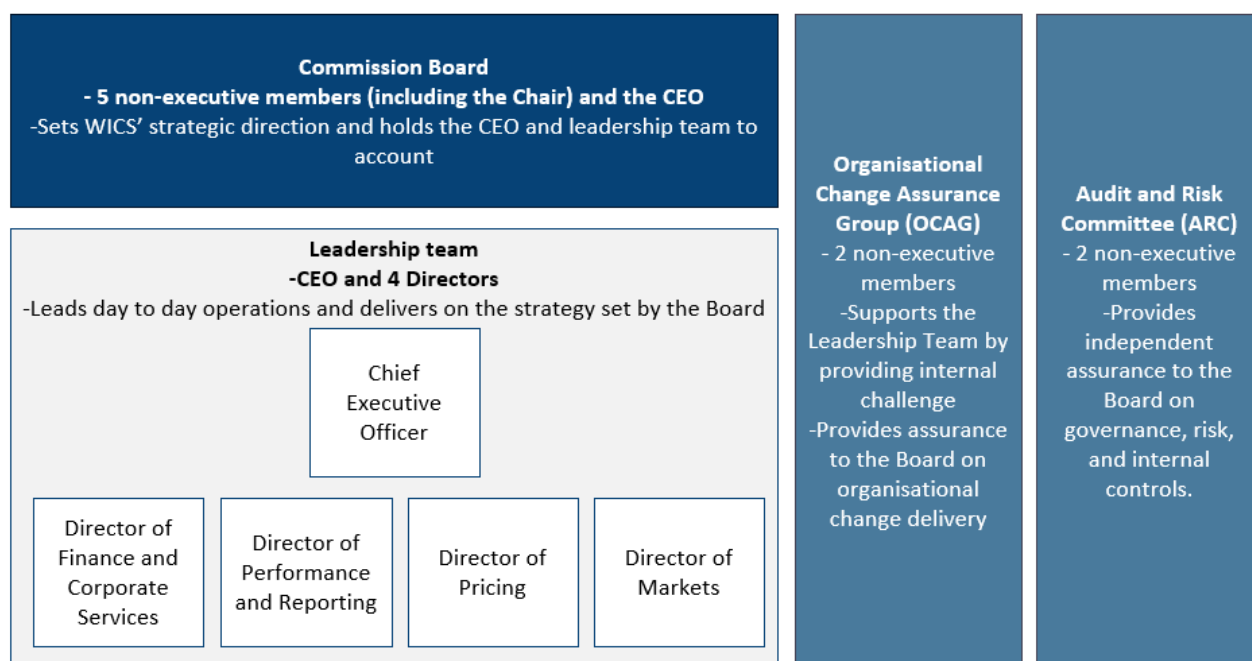 Commission Board
- 5 non-executive members (including the Chair) and the CEO
-Sets WICS’ strategic direction and holds the CEO and leadership team to
account
Leadership team
-CEO and 4 Directors
-Leads day to day operations and delivers on the strategy set by the Board
Chief
Executive
Officer
Director of
Finance and
Corporate
Services
Director of
Performance
and Reporting
Director of
Pricing
Director of
Markets
Organisational
Change Assurance
Group (OCAG)
- 2 non-executive
members
-Supports the
Leadership Team by
providing internal
challenge
-Provides assurance
to the Board on
organisational
change delivery
Audit and Risk
Committee (ARC)
- 2 non-executive
members
-Provides
independent
assurance to the
Board on
governance, risk,
and internal
controls.